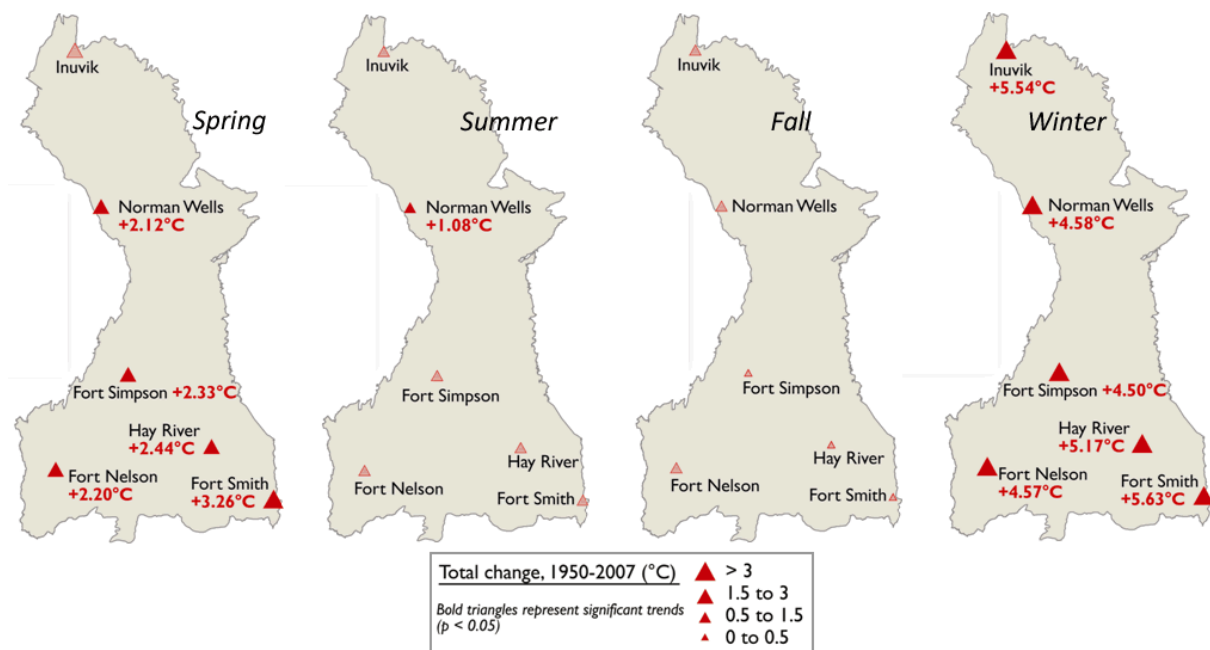 Inuvik
Spring
Norman Wells
+2.12°C
Fort Simpson +2.33°C
Hay River
+2.44°C
Fort Nelson
+2.20°C
Fort Smith
+3.26°C
Inuvik
Summer
Norman Wells
+1.08°C
Fort Simpson
Hay River
Fort Nelson
Fort Smith
Inuvik
Fall
Norman Wells
Fort Simpson
Hay River
Fort Nelson
Fort Smith
Inuvik
+5.54°C
Winter
Norman Wells
+4.58°C
Fort Simpson +4.50°C
Hay River
+5.17°C
Fort Nelson
+4.57°C
Fort Smith
+5.63°C
Total change, 1950-2007 (°C)
Bold triangles represent significant trends
(p < 0.05)
> 3
1.5 to 3
0.5 to 1.5
0 to 0.5